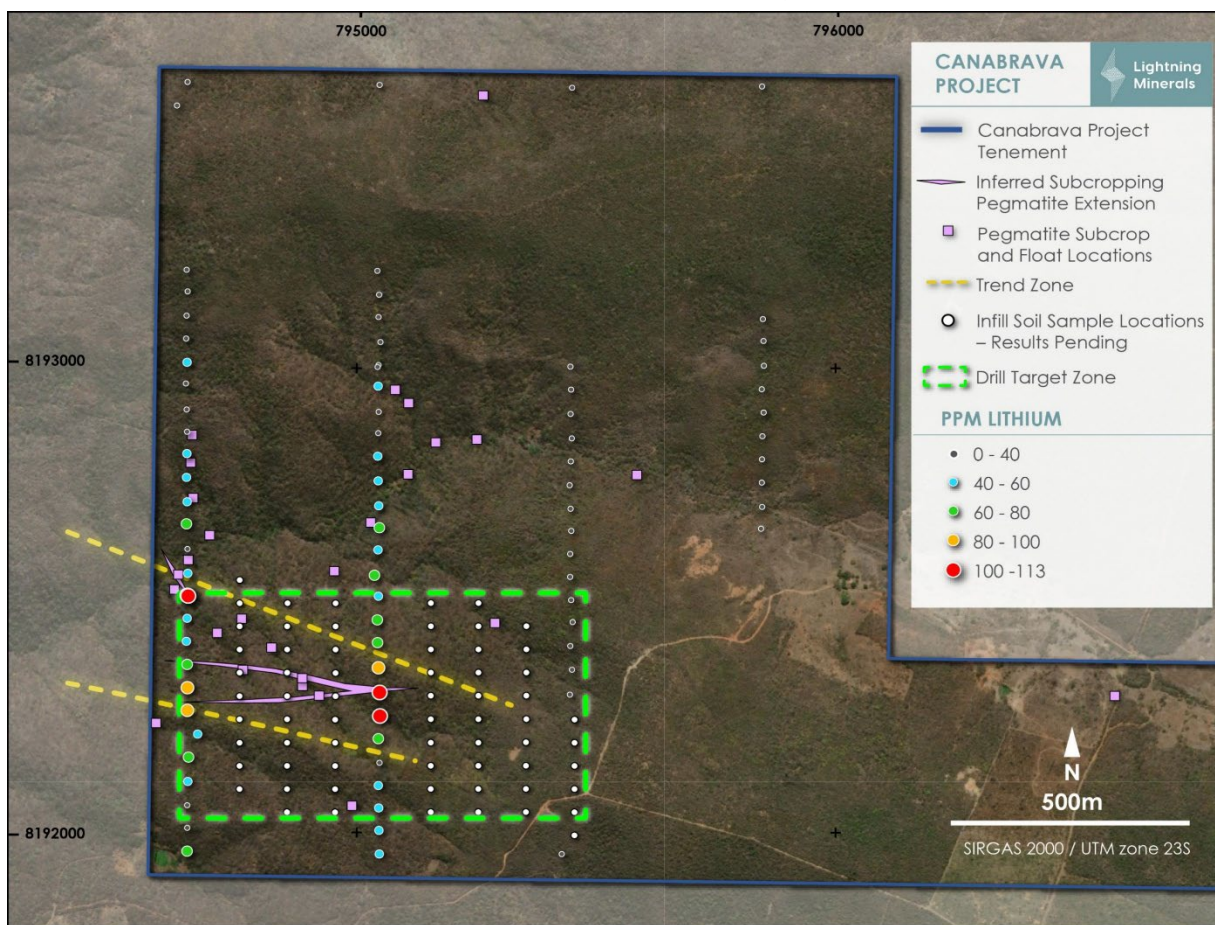 795000
796000
CANABRAVA
PROJECT
Lightning
Minerals
Canabrava Project
Tenement
Inferred Subcropping
Pegmatite Extension
Pegmatite Subcrop
and Float Locations
Trend Zone
Infill Soil Sample Locations
– Results Pending
Drill Target Zone
PPM LITHIUM
0 - 40
40 - 60
60 - 80
80 - 100
100 -113
8193000
8192000
N
500m
SIRGAS 2000 / UTM zone 23S